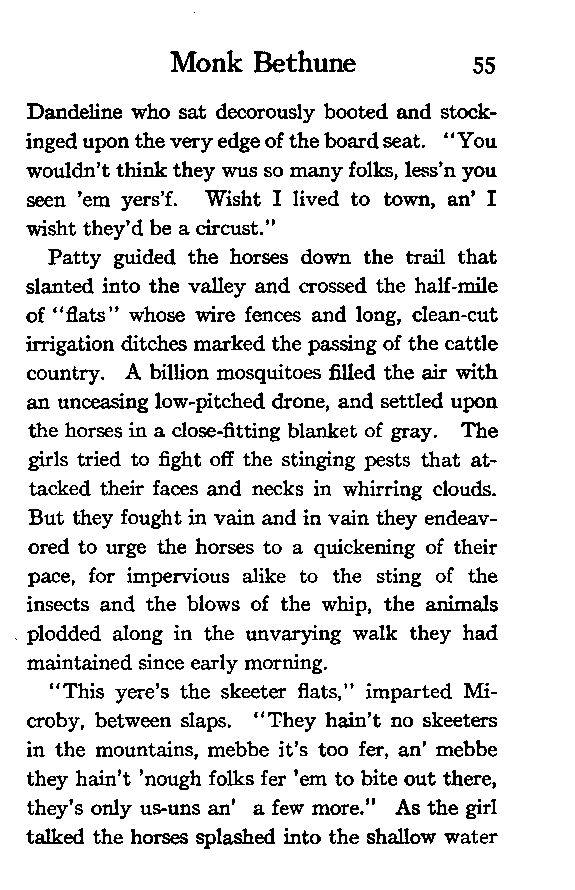 Monk Bethune 55
Dandeline who sat decorously booted and stock-
inged upon the very edge of the board seat. "You
wouldn't think they wus so many folks, less'n you
seen 'em yers'f. Wisht I lived to town, an' I
wisht they'd be a circust."
Patty guided the horses down the trail that
slanted into the valley and crossed the half-mile
of "flats" whose wire fences and long, clean-cut
irrigation ditches marked the passing of the cattle
country. A billion mosquitoes filled the air with
an unceasing low-pitched drone, and settled upon
the horses in a close-fitting blanket of gray. The
girls tried to fight off the stinging pests that at-
tacked their faces and necks in whirring clouds.
But they fought in vain and in vain they endeav-
ored to urge the horses to a quickening of their
pace, for impervious alike to the sting of the
insects and the blows of the whip, the animals
plodded along in the unvarying walk they had
maintained since early morning.
"This yere's the skeeter flats," imparted Mi-
croby, between slaps. "They hain't no skeeters
in the mountains, mebbe it's too fer, an' mebbe
they hain't 'nough folks fer 'em to bite out there,
they's only us-uns an' a few more." As the girl
talked the horses splashed into the shallow water